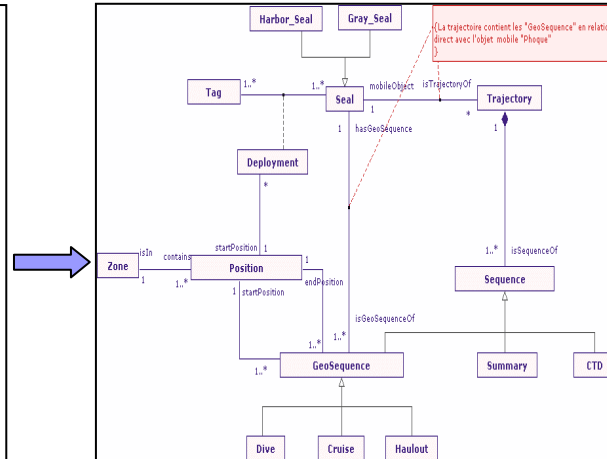 Harbor_Seal
Gray_Seal
{La trajectoire contient les "GeoSequence" en relatio
direct avec l'objet mobile "Phoque"
}
Tag
1..*
1..*
Seal
mobileObject
isTrajectoryOf
1
*
Trajectory
1
hasGeoSequence
1
Deployment
*
startPosition
1
isIn
contains
Zone
1
1..*
Position
1
endPosition
1
startPosition
1..*
isSequenceOf
Sequence
isGeoSequenceOf
1..*
1..*
1..*
GeoSequence
Summary
CTD
Dive
Cruise
Haulout